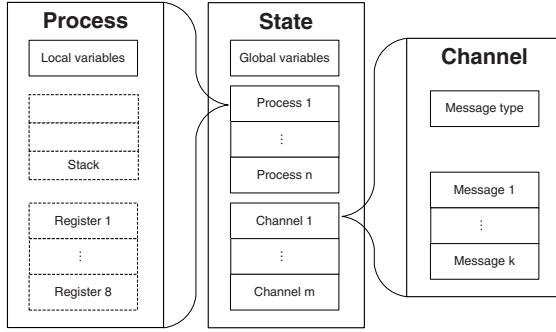 Process
Local variables
Stack
Register 1
⋮
Register 8
State
Global variables
Process 1
⋮
Process n
Channel 1
⋮
Channel m
Channel
Message type
Message 1
⋮
Message k